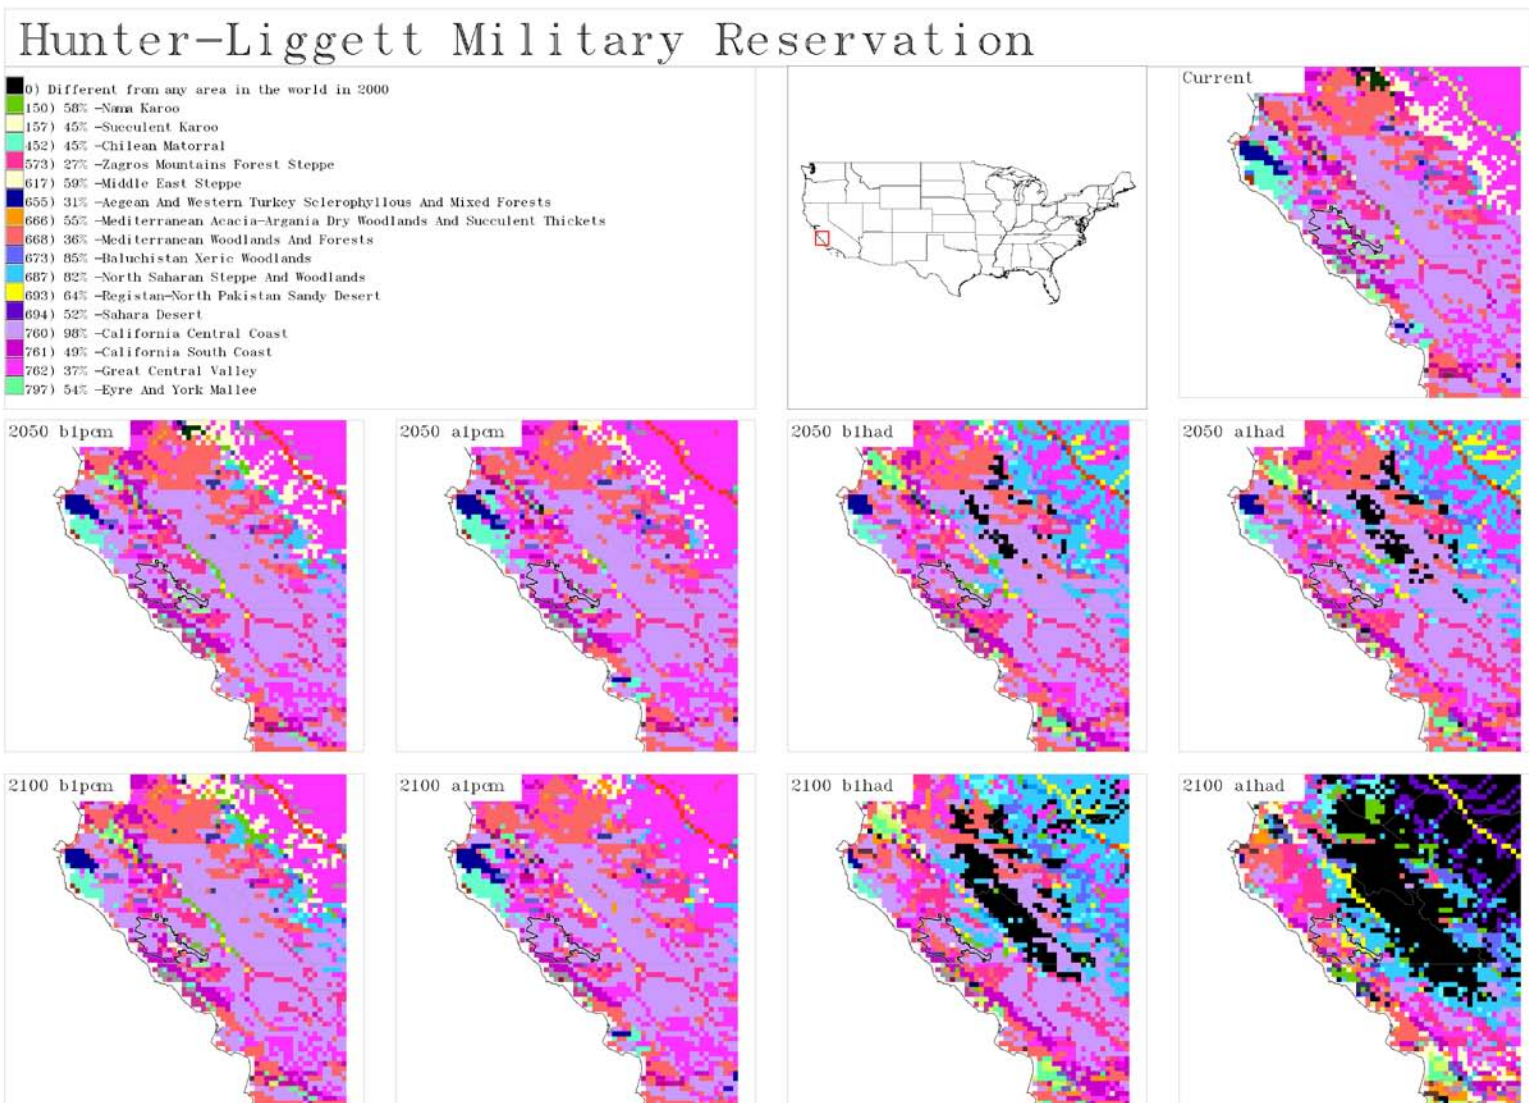 Hunter-Liggett Military Reservation
0) Different from any area in the world in 2000
150) 58% -Nama Karoo
157) 45% -Succulent Karoo
452) 45% -Chilean Matorral
573) 27% -Zagros Mountains Forest Steppe
617) 59% -Middle East Steppe
655) 31% -Aegean And Western Turkey Sclerophyllous And Mixed Forests
666) 55% -Mediterranean Acacia-Argania Dry Woodlands And Succulent Thickets
668) 36% -Mediterranean Woodlands And Forests
673) 85% -Baluchistan Xeric Woodlands
687) 82% -North Saharan Steppe And Woodlands
693) 64% -Registan-North Pakistan Sandy Desert
694) 52% -Sahara Desert
760) 98% -California Central Coast
761) 49% -California South Coast
762) 37% -Great Central Valley
797) 54% -Eyre And York Mallee
Current
2050 b1pcm
2050 a1pcm
2050 b1had
2050 a1had
2100 b1pcm
2100 a1pcm
2100 b1had
2100 a1had